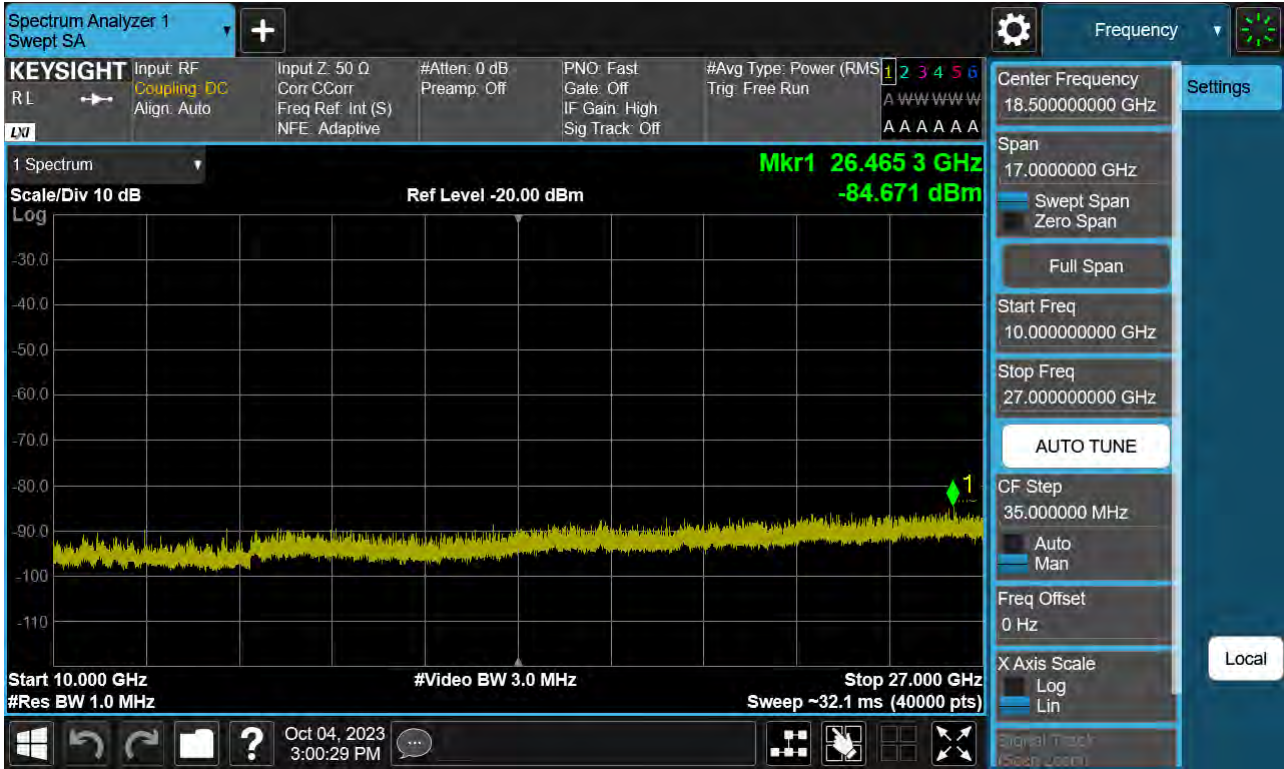 Spectrum Analyzer 1
Swept SA
Frequency
KEYSIGHT
R L
LXI
Input: RF
Coupling: DC
Align: Auto
Input Z: 50 Ω
Corr CCorr
Freq Ref: Int (S)
NFE: Adaptive
#Atten: 0 dB
Preamp: Off
PNO: Fast
Gate: Off
IF Gain: High
Sig Track: Off
#Avg Type: Power (RMS
Trig: Free Run
1 2 3 4 5 6
A W W W W W
A A A A A A
1 Spectrum
Scale/Div 10 dB
Log
Ref Level -20.00 dBm
Mkr1 26.465 3 GHz
-84.671 dBm
-30.0
-40.0
-50.0
-60.0
-70.0
-80.0
-90.0
-100
-110
1
Start 10.000 GHz
#Res BW 1.0 MHz
#Video BW 3.0 MHz
Stop 27.000 GHz
Sweep ~32.1 ms (40000 pts)
Center Frequency
18.500000000 GHz
Span
17.0000000 GHz
Swept Span
Zero Span
Full Span
Start Freq
10.000000000 GHz
Stop Freq
27.000000000 GHz
AUTO TUNE
CF Step
35.000000 MHz
Auto
Man
Freq Offset
0 Hz
X Axis Scale
Log
Lin
Signal Track
(Span Zoom)
Settings
Local
Oct 04, 2023
3:00:29 PM